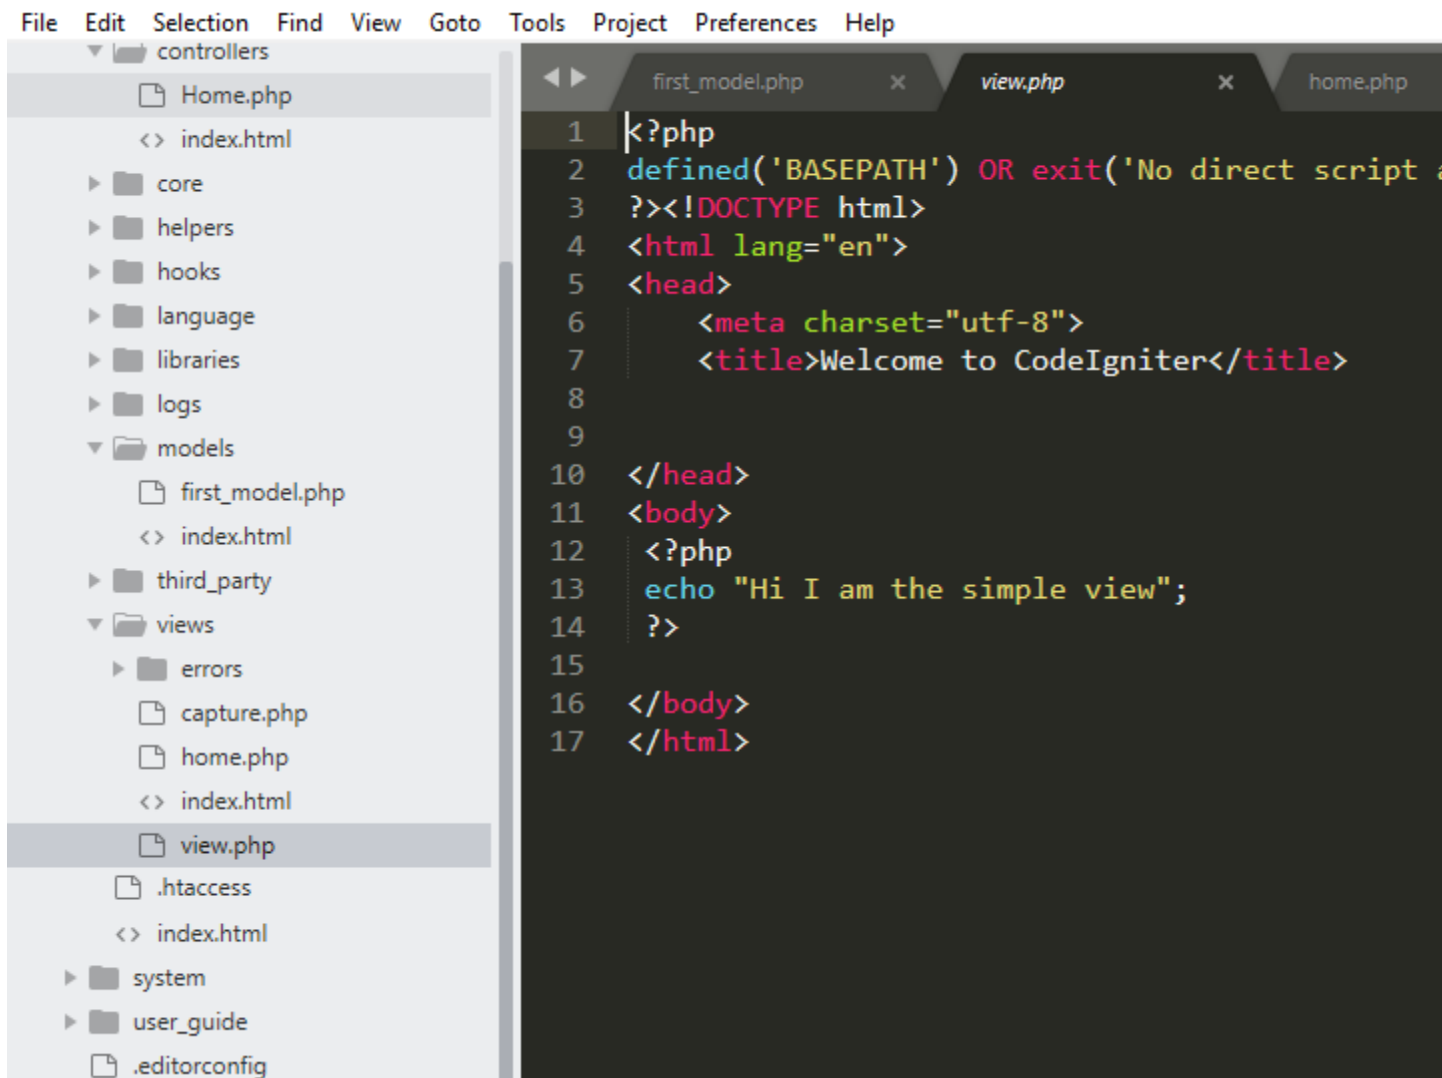 File Edit Selection Find View Goto Tools Project Preferences Help
controllers
Home.php
index.html
core
helpers
hooks
language
libraries
logs
models
first_model.php
index.html
third_party
views
errors
capture.php
home.php
index.html
view.php
.htaccess
index.html
system
user_guide
.editorconfig
first_model.php × view.php × home.php
1 <?php
2 defined('BASEPATH') OR exit('No direct script
3 ?><!DOCTYPE html>
4 <html lang="en">
5 <head>
6 <meta charset="utf-8">
7 <title>Welcome to CodeIgniter</title>
8
9
10 </head>
11 <body>
12 <?php
13 echo "Hi I am the simple view";
14 ?>
15
16 </body>
17 </html>